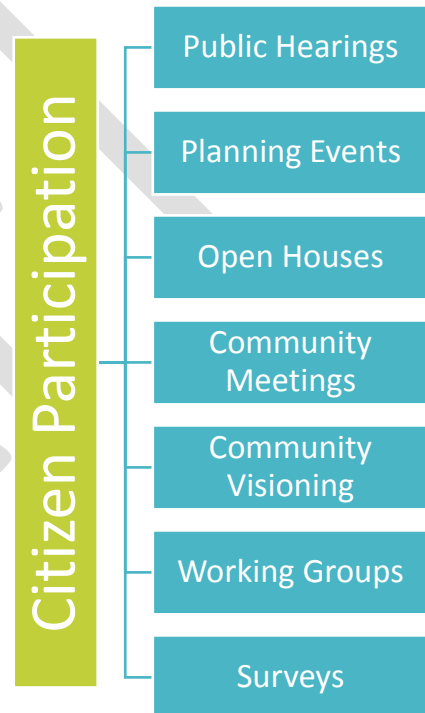 Citizen Participation
Public Hearings
Planning Events
Open Houses
Community
Meetings
Community
Visioning
Working Groups
Surveys